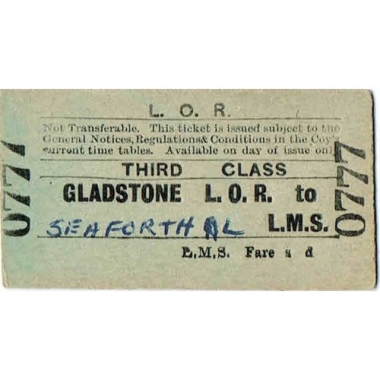 L. O. R.
Not Transferable. This ticket is issued subject to the
General Notices, Regulations & Conditions in the Coy's
current time tables. Available on day of issue only
THIRD CLASS
GLADSTONE L.O.R. to
SEAFORTH L.M.S.
L.M.S. Fare s d
0777
0777